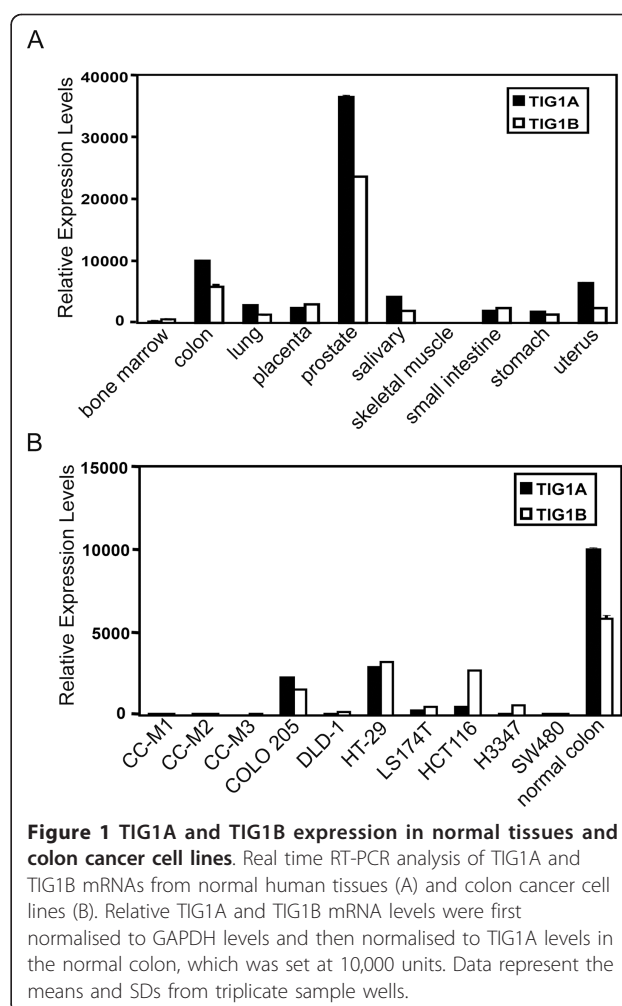 A
Relative Expression Levels
40000
30000
20000
10000
0
TIG1A
TIG1B
bone marrow
colon
lung
placenta
prostate
salivary
skeletal muscle
small intestine
stomach
uterus
B
Relative Expression Levels
15000
10000
5000
0
TIG1A
TIG1B
CC-M1
CC-M2
CC-M3
COLO 205
DLD-1
HT-29
LS174T
HCT116
H3347
SW480
normal colon
Figure 1 TIG1A and TIG1B expression in normal tissues and
colon cancer cell lines. Real time RT-PCR analysis of TIG1A and
TIG1B mRNAs from normal human tissues (A) and colon cancer cell
lines (B). Relative TIG1A and TIG1B mRNA levels were first
normalised to GAPDH levels and then normalised to TIG1A levels in
the normal colon, which was set at 10,000 units. Data represent the
means and SDs from triplicate sample wells.